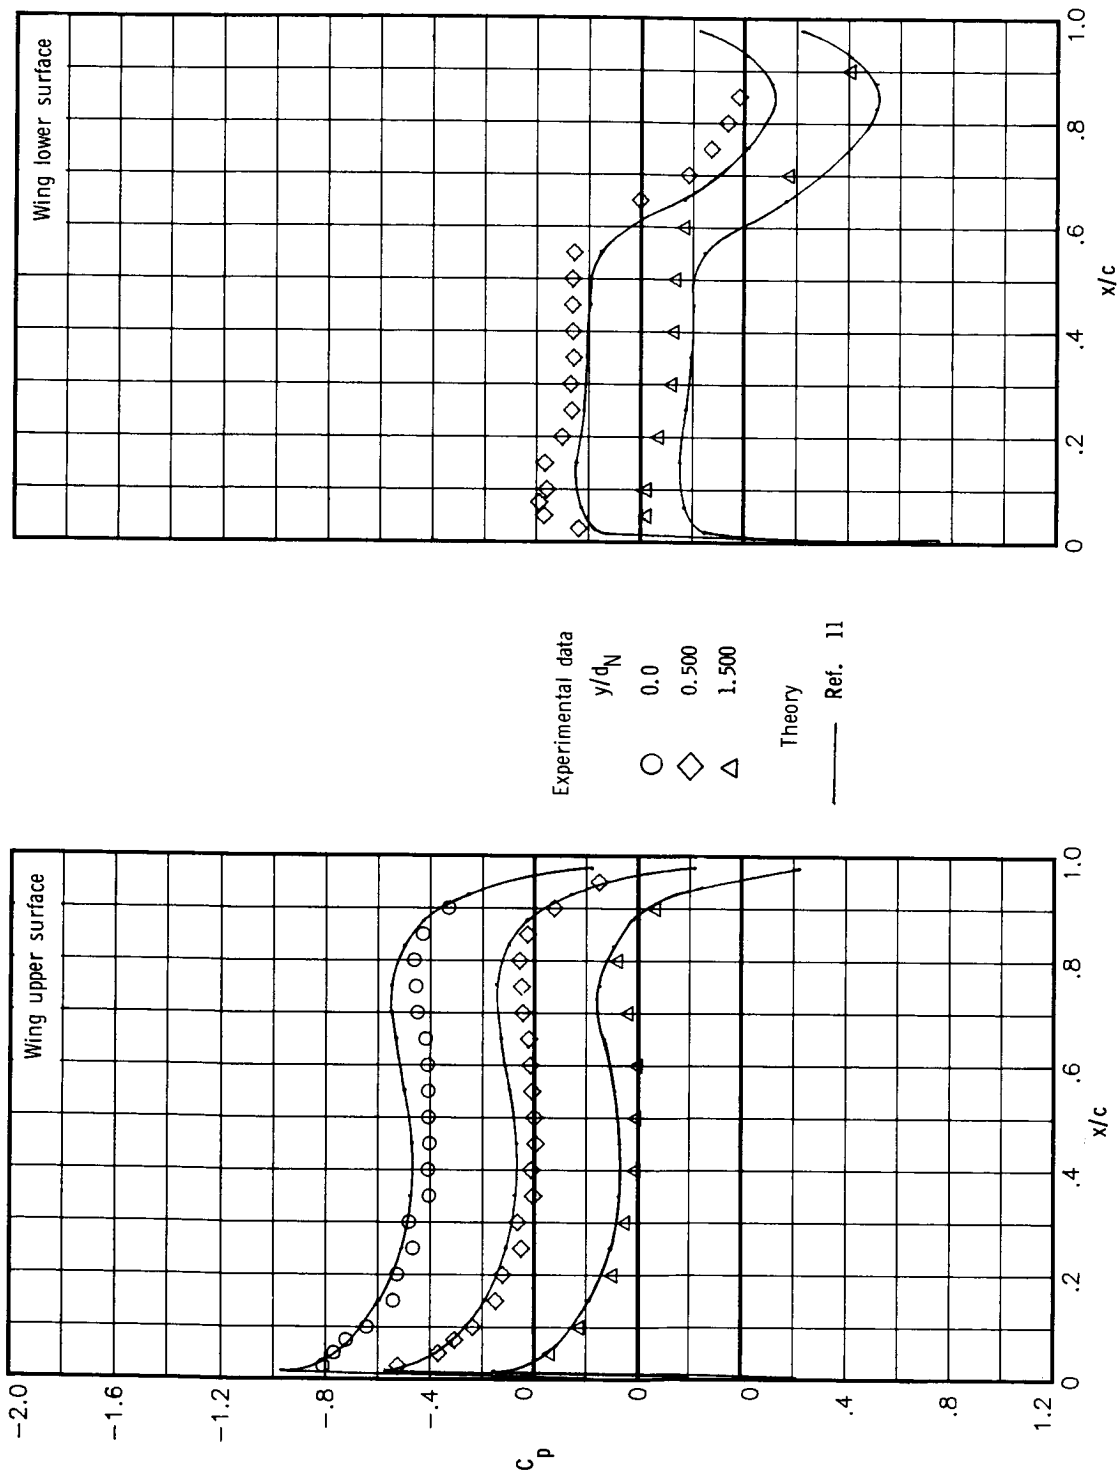 Wing upper surface
−2.0
−1.6
−1.2
−.8
−.4
0
0
0
.4
.8
1.2
C p
0
.2
.4
.6
.8
1.0
x/c
Experimental data
y/d N
0.0
0.500
1.500
Theory
Ref. 11
Wing lower surface
0
.2
.4
.6
.8
1.0
x/c